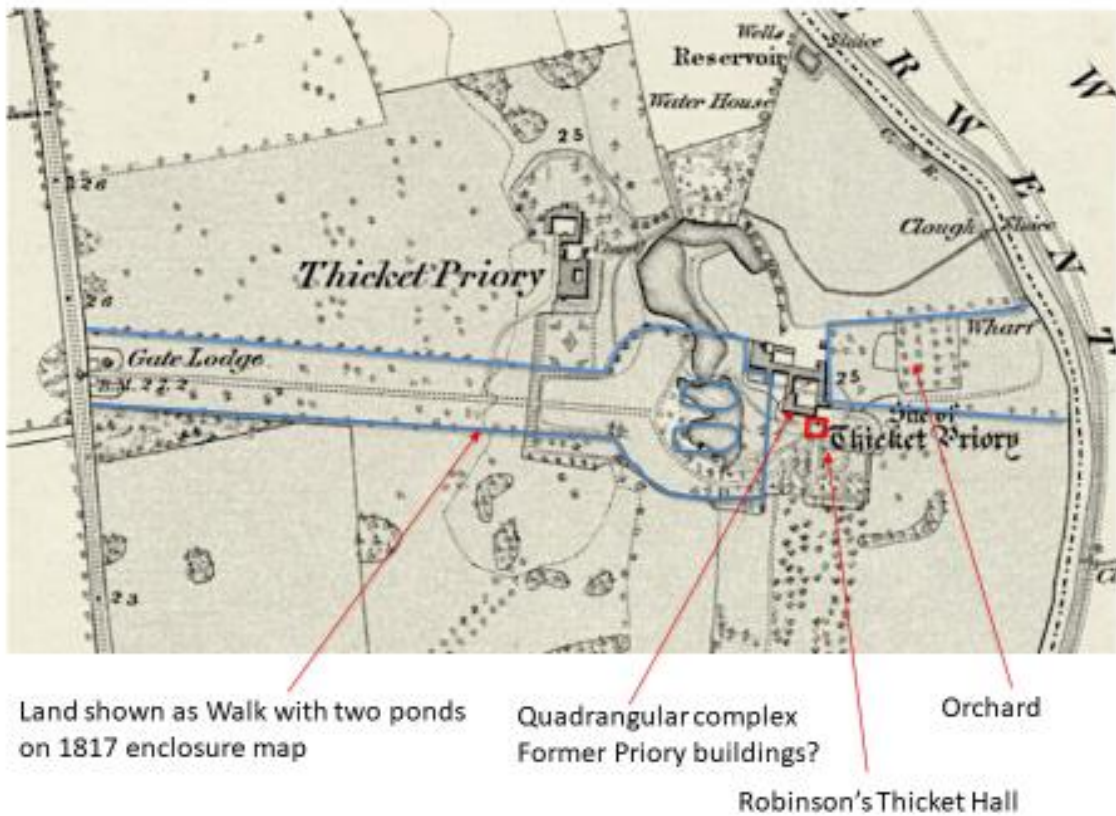 Wells
Sluice
Reservoir
Water House
25
26
Clough
Sluice
Thicket Priory
26
Wharf
Gate Lodge
B.M. 27.2
25
Site of
Thicket Priory
23
Land shown as Walk with two ponds
on 1817 enclosure map
Quadrangular complex
Former Priory buildings?
Orchard
Robinson's Thicket Hall